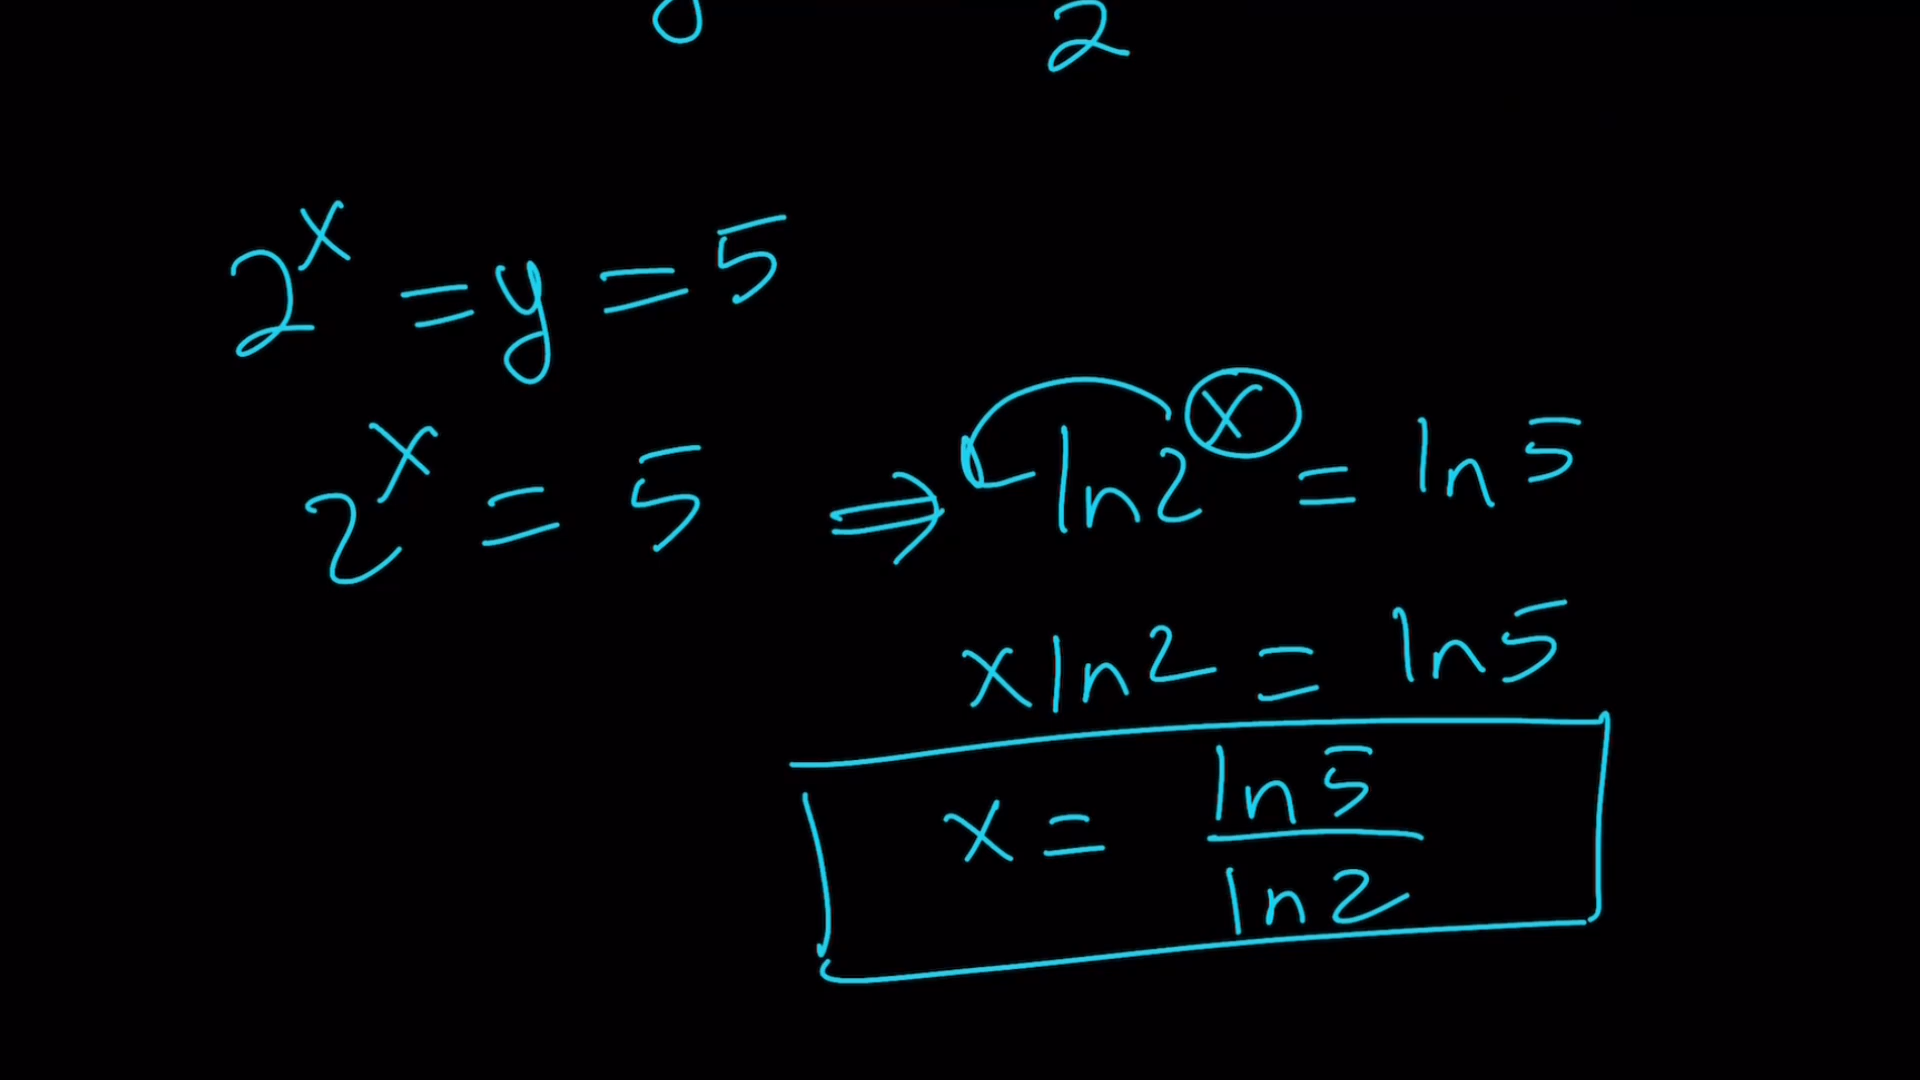 y 2
2^x = y = 5
2^x = 5 ⇒ ln 2^x = ln 5
x ln 2 = ln 5
x = ln 5 / ln 2